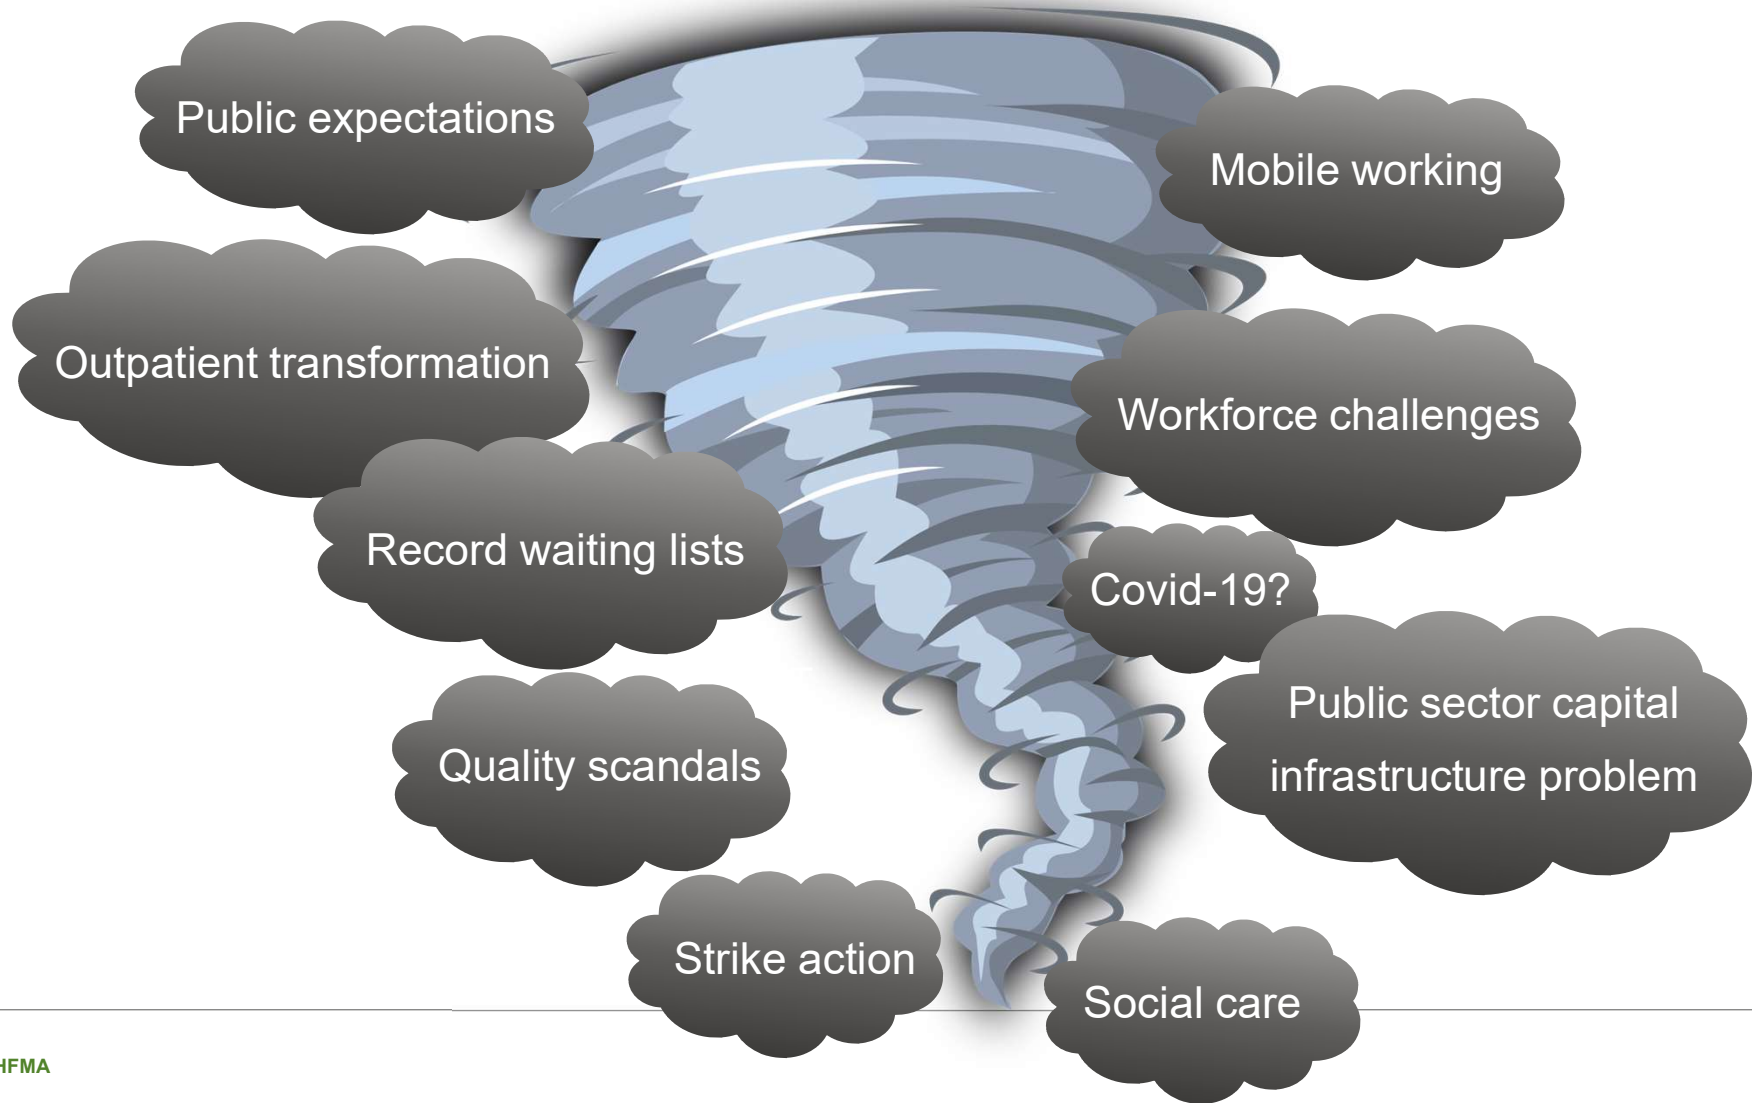 Public expectations
Mobile working
Outpatient transformation
Workforce challenges
Record waiting lists
Covid-19?
Public sector capital
infrastructure problem
Quality scandals
Strike action
Social care
HFMA